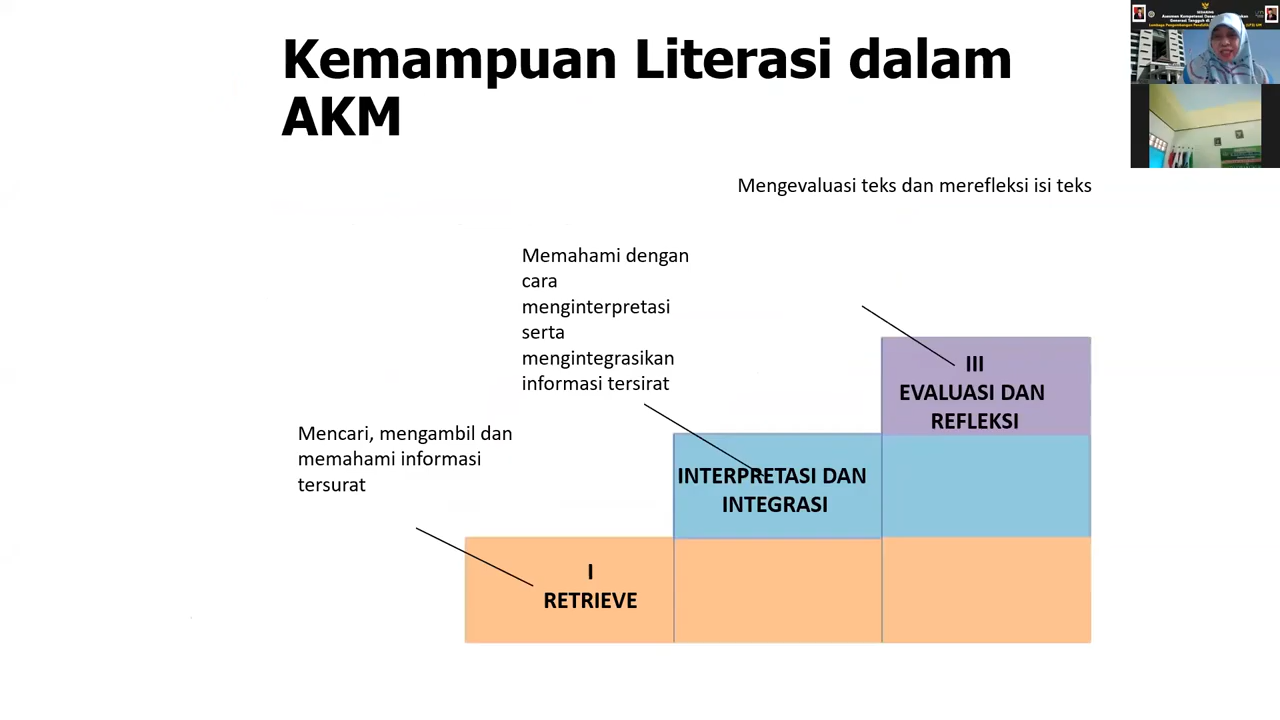 Kemampuan Literasi dalam
AKM
Mengevaluasi teks dan merefleksi isi teks
Memahami dengan
cara
menginterpretasi
serta
mengintegrasikan
informasi tersirat
III
EVALUASI DAN
REFLEKSI
Mencari, mengambil dan
memahami informasi
tersurat
INTERPRETASI DAN
INTEGRASI
I
RETRIEVE